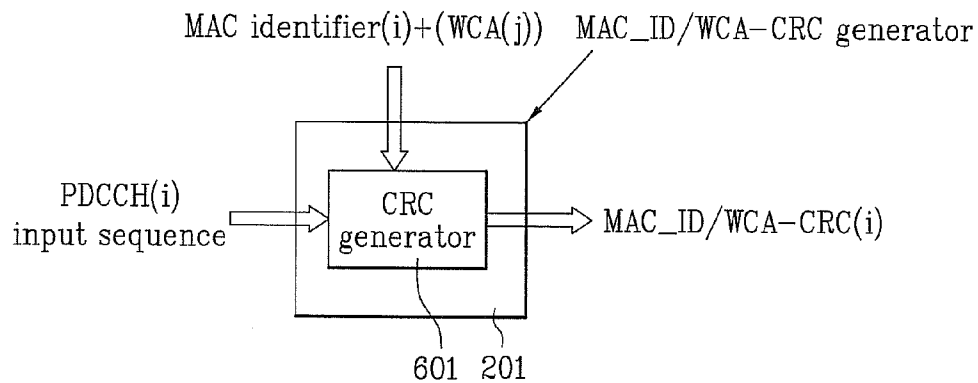 MAC identifier(i)+(WCA(j))
MAC_ID/WCA-CRC generator
PDCCH(i)
input sequence
CRC
generator
MAC_ID/WCA-CRC(i)
601
201